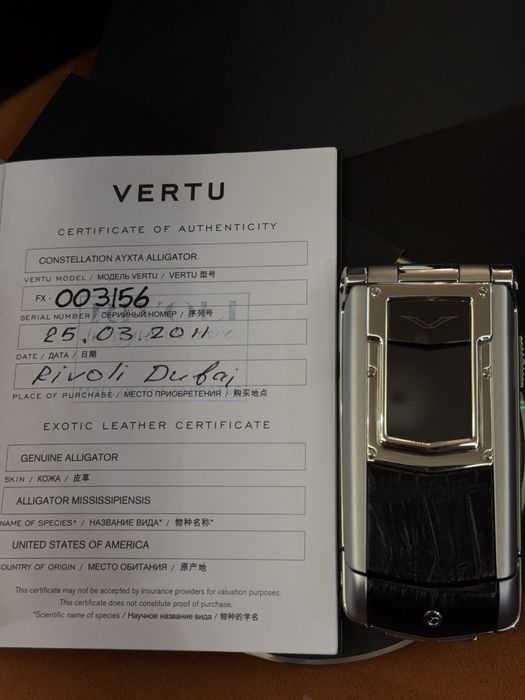 VERTU
CERTIFICATE OF AUTHENTICITY
CONSTELLATION AYXTA ALLIGATOR
VERTU MODEL / МОДЕЛЬ VERTU / VERTU 型号
FX - 003156
SERIAL NUMBER / СЕРИЙНЫЙ НОМЕР / 序列号
25.03.2011
DATE / ДАТА / 日期
Rivoli Dubai
PLACE OF PURCHASE / МЕСТО ПРИОБРЕТЕНИЯ / 购买地点
EXOTIC LEATHER CERTIFICATE
GENUINE ALLIGATOR
SKIN / КОЖА / 皮革
ALLIGATOR MISSISSIPIENSIS
NAME OF SPECIES* / НАЗВАНИЕ ВИДА* / 物种名称*
UNITED STATES OF AMERICA
COUNTRY OF ORIGIN / МЕСТО ОБИТАНИЯ / 原产地
This certificate may not be accepted by insurance providers for valuation purposes.
This certificate does not constitute proof of purchase.
*Scientific name of species / Научное название вида / 物种的学名